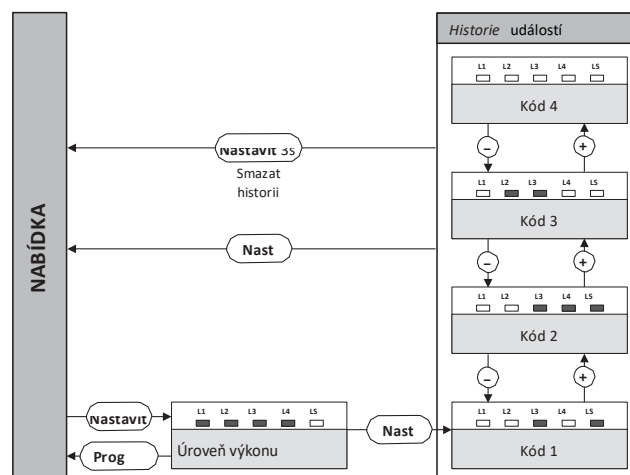 Historie událostí
L1 L2 L3 L4 L5
Kód 4
− +
Nastavit 3s
Smazat
historii
L1 L2 L3 L4 L5
Kód 3
NABÍDKA
Nast
− +
L1 L2 L3 L4 L5
Kód 2
− +
L1 L2 L3 L4 L5
Nastavit
L1 L2 L3 L4 L5
Nast
Kód 1
Prog
Úroveň výkonu